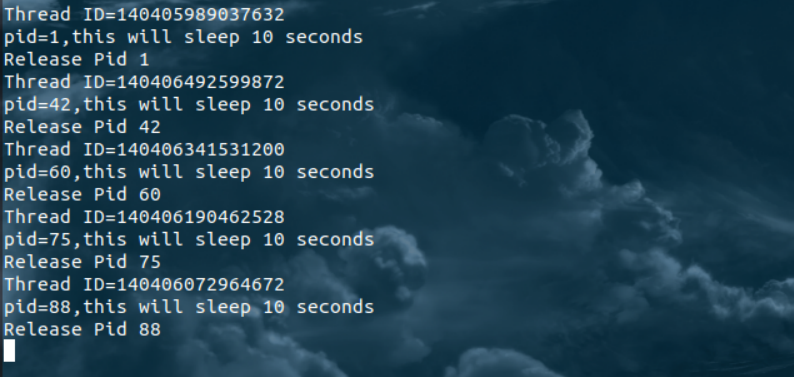 Thread ID=140405989037632
pid=1,this will sleep 10 seconds
Release Pid 1
Thread ID=140406492599872
pid=42,this will sleep 10 seconds
Release Pid 42
Thread ID=140406341531200
pid=60,this will sleep 10 seconds
Release Pid 60
Thread ID=140406190462528
pid=75,this will sleep 10 seconds
Release Pid 75
Thread ID=140406072964672
pid=88,this will sleep 10 seconds
Release Pid 88